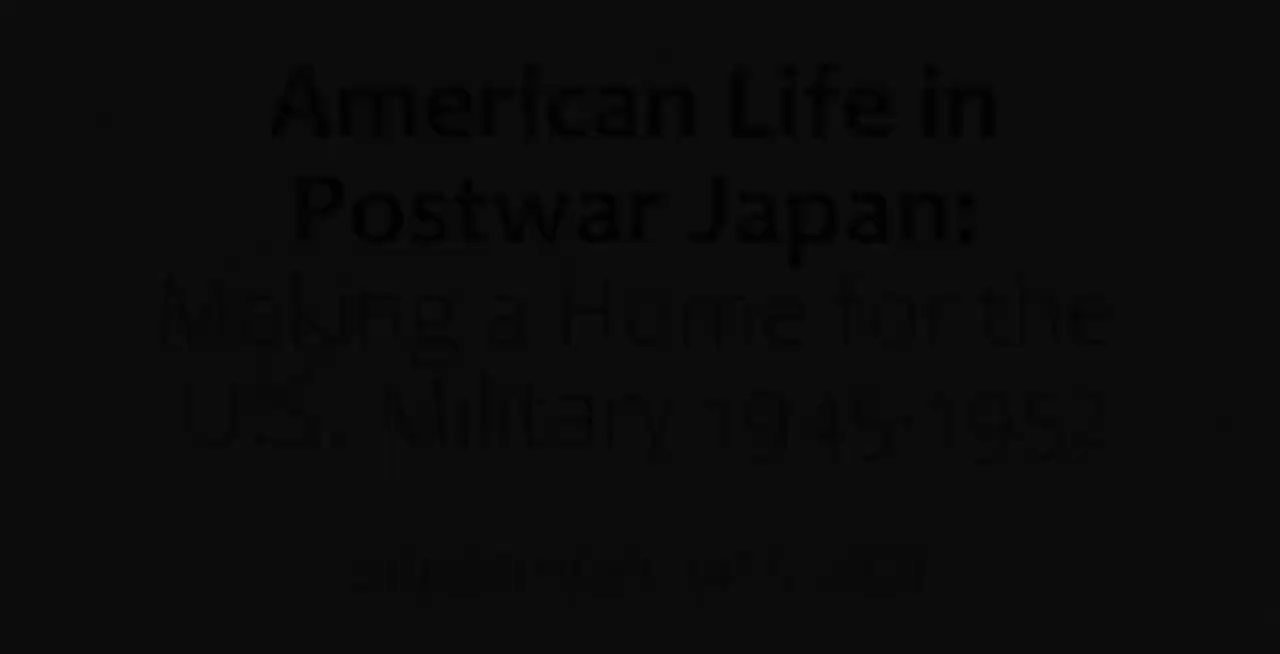 American Life in
Postwar Japan:
Making a Home for the
U.S. Military 1945-1952